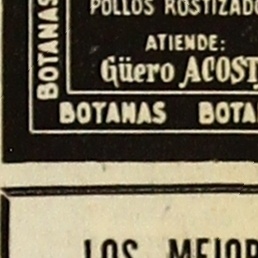 BOTANAS
POLLOS ROSTIZADO
ATIENDE:
Güero ACOST
BOTANAS BOTA
LOS MEJOR